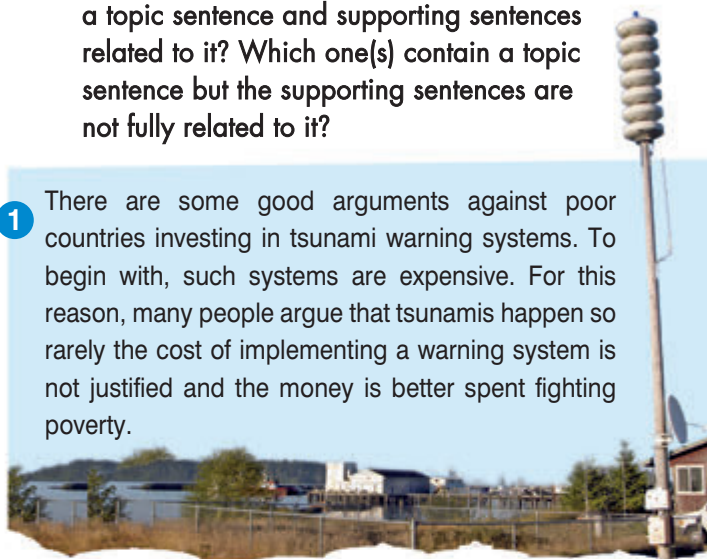 a topic sentence and supporting sentences
related to it? Which one(s) contain a topic
sentence but the supporting sentences are
not fully related to it?
1
There are some good arguments against poor
countries investing in tsunami warning systems. To
begin with, such systems are expensive. For this
reason, many people argue that tsunamis happen so
rarely the cost of implementing a warning system is
not justified and the money is better spent fighting
poverty.